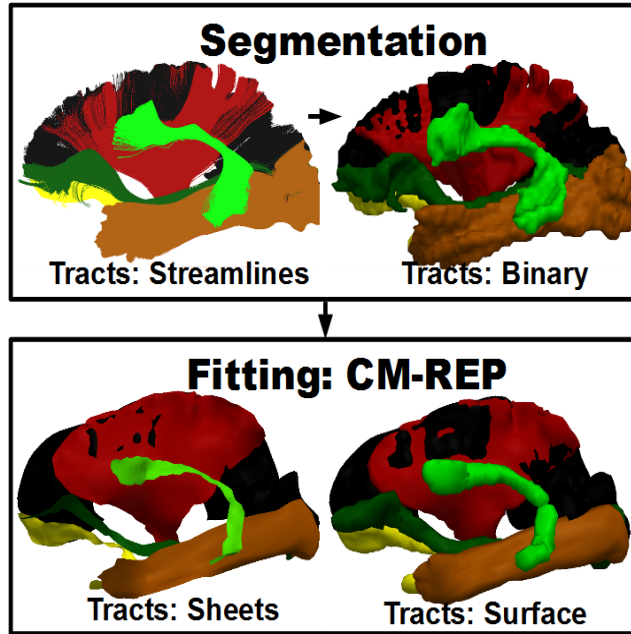 Segmentation
Tracts: Streamlines
Tracts: Binary
Fitting: CM-REP
Tracts: Sheets
Tracts: Surface